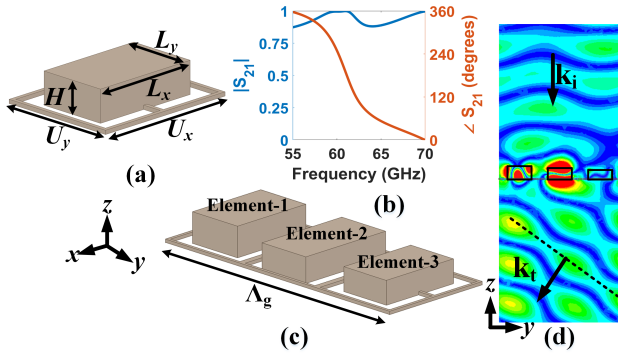 L_y
L_x
H
U_y
U_x
(a)
|S_21|
1
0.75
0.5
0.25
0
55
60
65
70
Frequency (GHz)
360
240
120
0
∠ S_21 (degrees)
(b)
k_i
k_t
z
y
(d)
z
x
y
Element-1
Element-2
Element-3
Λ_g
(c)